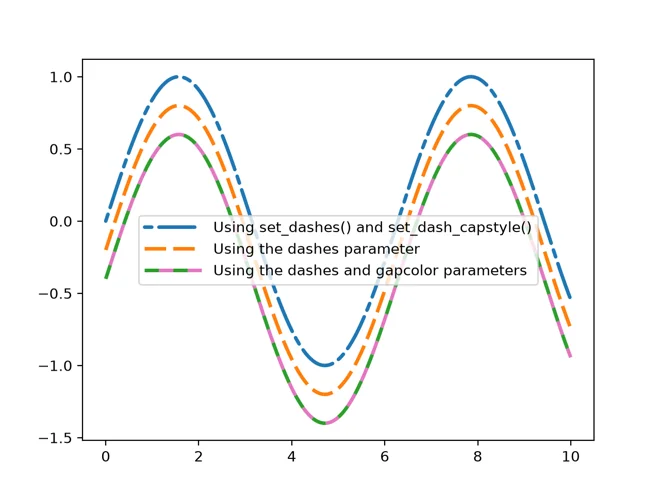 1.0
0.5
0.0
−0.5
−1.0
−1.5
Using set_dashes() and set_dash_capstyle()
Using the dashes parameter
Using the dashes and gapcolor parameters
0 2 4 6 8 10